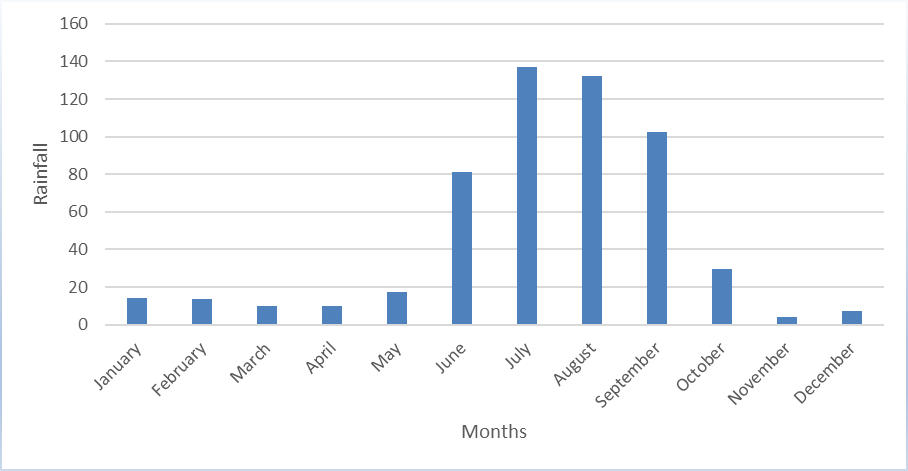 160
140
120
100
80
60
40
20
0
Rainfall
January
February
March
April
May
June
July
August
September
October
November
December
Months